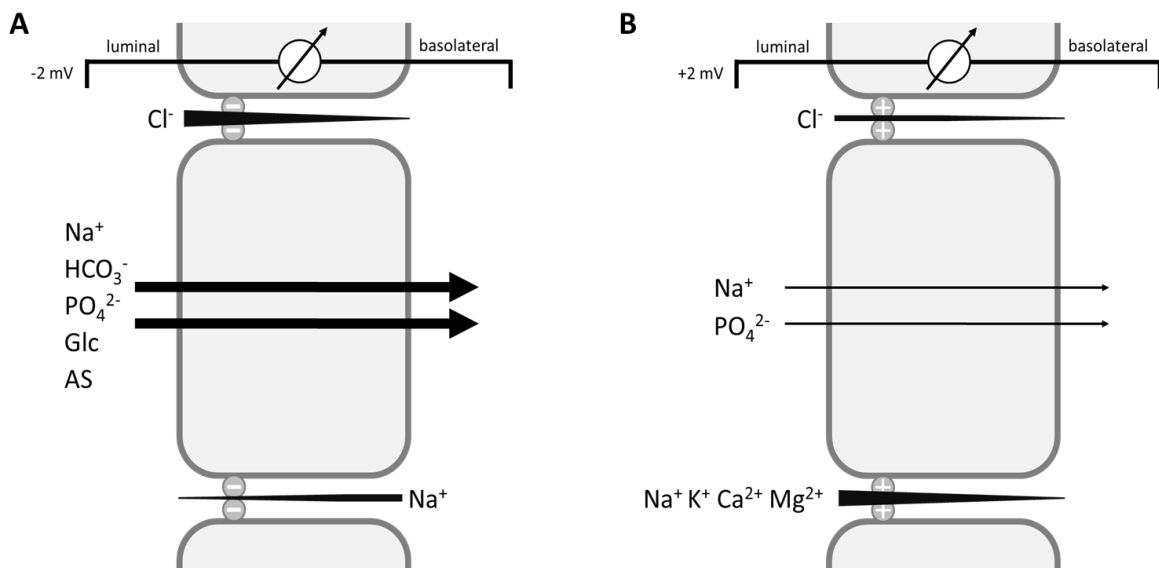 A
luminal
basolateral
-2 mV
Cl⁻
Na⁺
HCO₃⁻
PO₄²⁻
Glc
AS
Na⁺
B
luminal
basolateral
+2 mV
Cl⁻
Na⁺
PO₄²⁻
Na⁺ K⁺ Ca²⁺ Mg²⁺